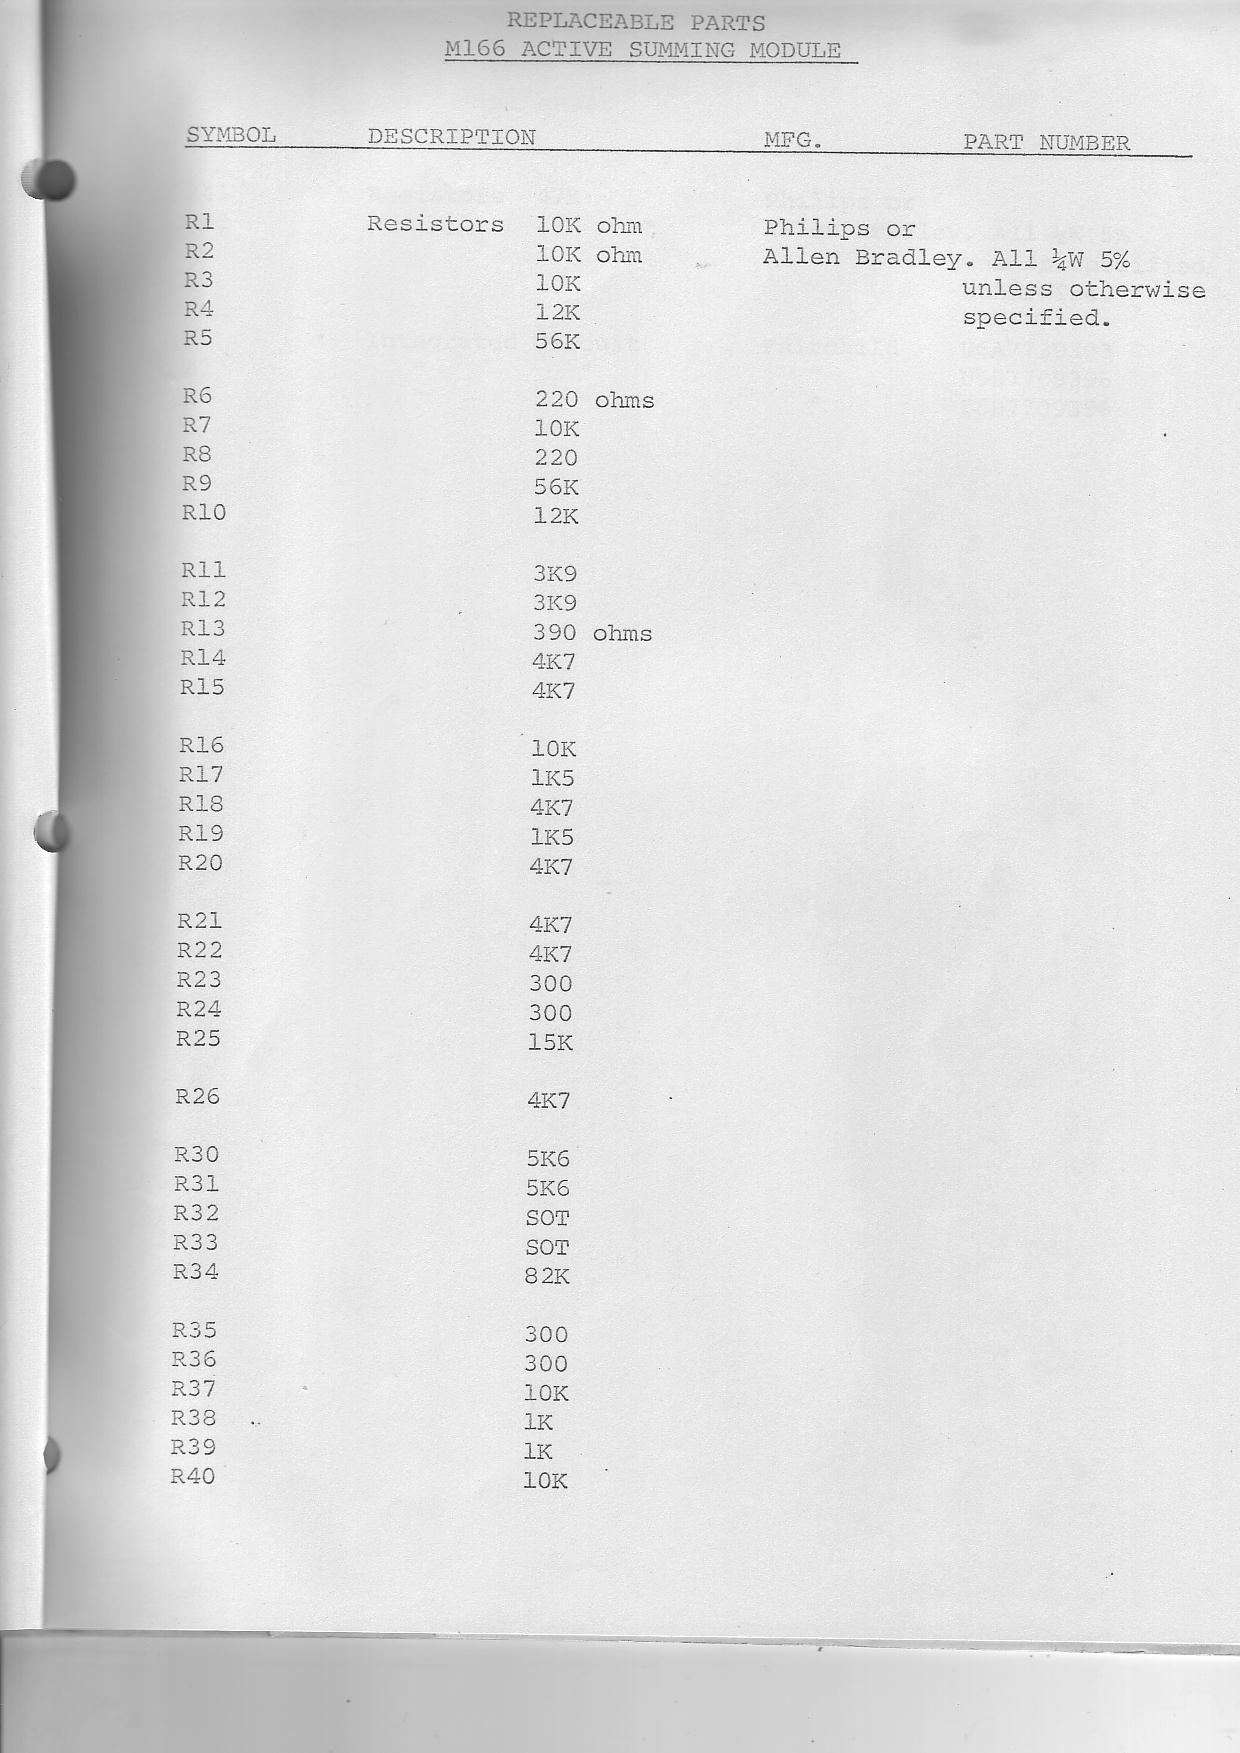 REPLACEABLE PARTS
M166 ACTIVE SUMMING MODULE
SYMBOL DESCRIPTION MFG. PART NUMBER
R1 Resistors 10K ohm Philips or
R2 10K ohm Allen Bradley. All ¼W 5%
R3 10K unless otherwise
R4 12K specified.
R5 56K
R6 220 ohms
R7 10K
R8 220
R9 56K
R10 12K
R11 3K9
R12 3K9
R13 390 ohms
R14 4K7
R15 4K7
R16 10K
R17 1K5
R18 4K7
R19 1K5
R20 4K7
R21 4K7
R22 4K7
R23 300
R24 300
R25 15K
R26 4K7
R30 5K6
R31 5K6
R32 SOT
R33 SOT
R34 82K
R35 300
R36 300
R37 10K
R38 1K
R39 1K
R40 10K